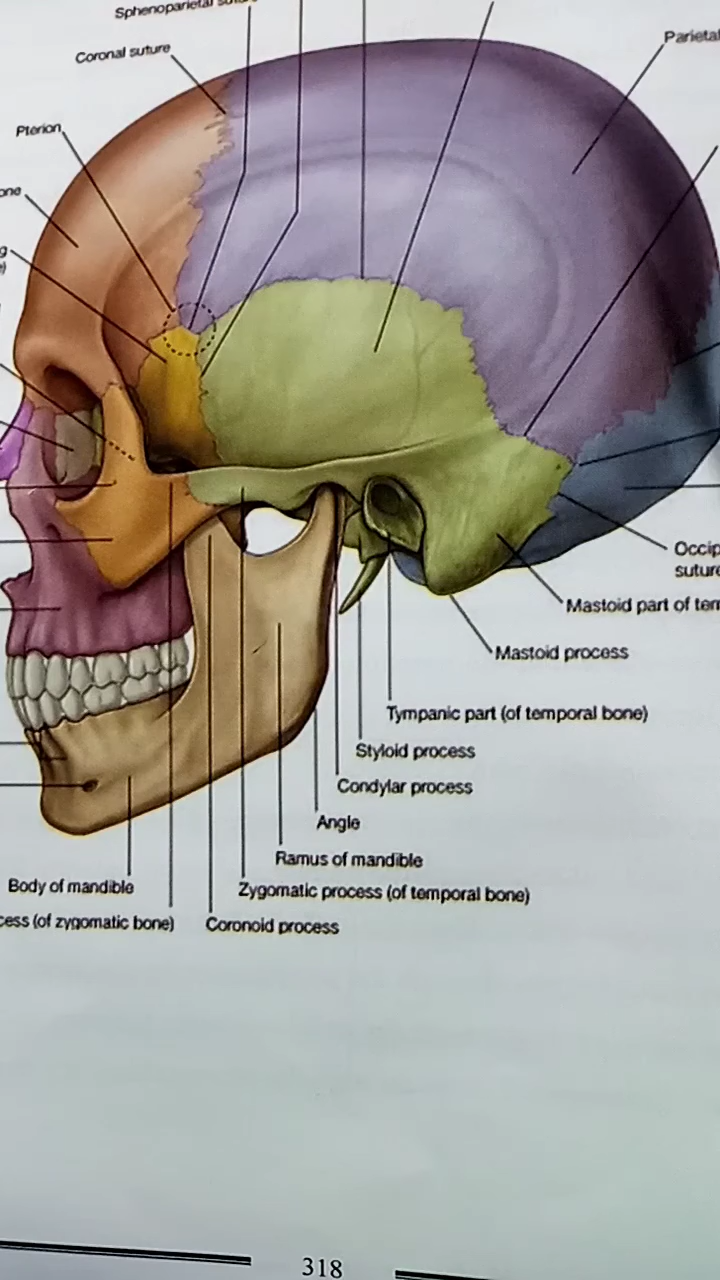 Sphenoparietal suture
Coronal suture
Parietal
Pterion
one
g
e)
Occip
suture
Mastoid part of tem
Mastoid process
Tympanic part (of temporal bone)
Styloid process
Condylar process
Angle
Ramus of mandible
Body of mandible
Zygomatic process (of temporal bone)
cess (of zygomatic bone)
Coronoid process
318